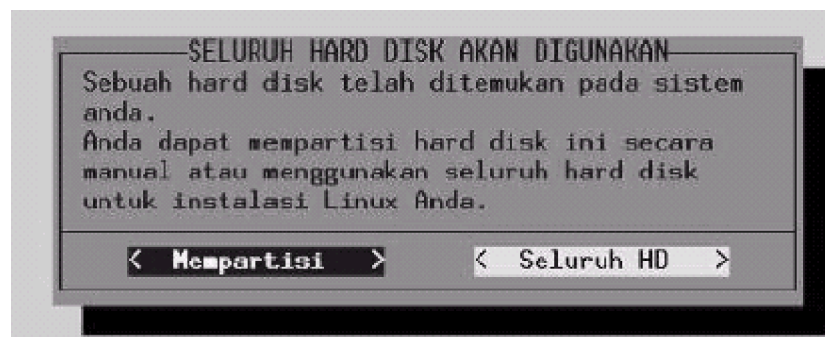 SELURUH HARD DISK AKAN DIGUNAKAN
Sebuah hard disk telah ditemukan pada sistem
anda.
Anda dapat mempartisi hard disk ini secara
manual atau menggunakan seluruh hard disk
untuk instalasi Linux Anda.
< Mempartisi > < Seluruh HD >